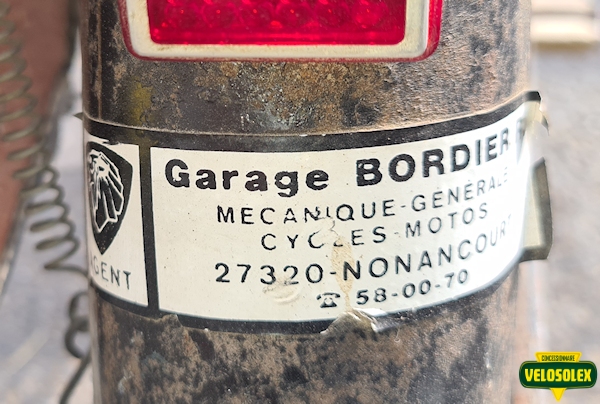 Garage BORDIER
MECANIQUE-GENERALE
CYCLES-MOTOS
27320-NONANCOURT
☎ 58-00-70
AGENT
CONCESSIONNAIRE
VELOSOLEX